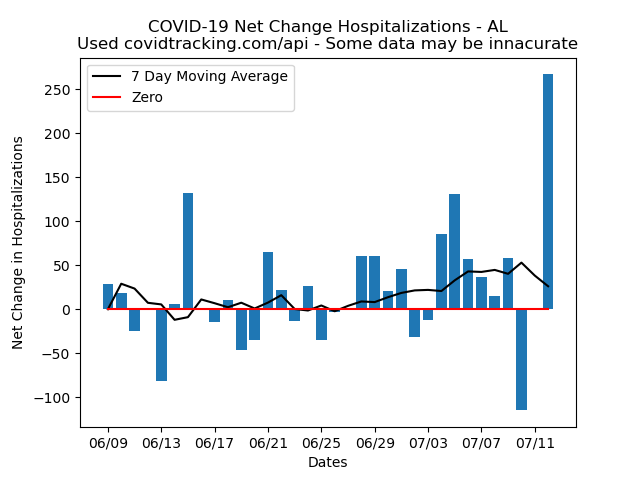 COVID-19 Net Change Hospitalizations - AL
Used covidtracking.com/api - Some data may be innacurate
7 Day Moving Average
Zero
Net Change in Hospitalizations
250
200
150
100
50
0
−50
−100
06/09 06/13 06/17 06/21 06/25 06/29 07/03 07/07 07/11
Dates